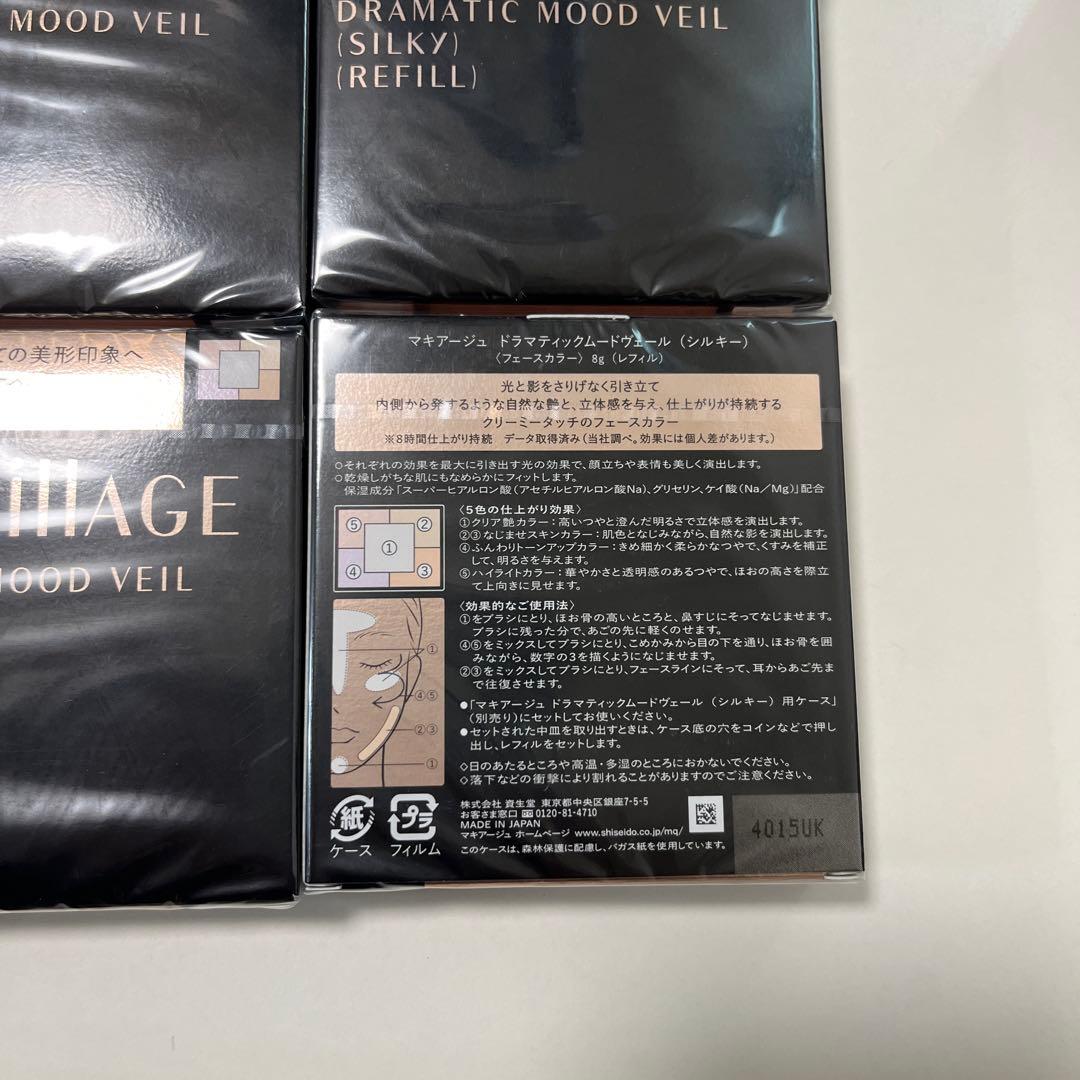 MOOD VEIL
DRAMATIC MOOD VEIL
(SILKY)
(REFILL)
の美形印象へ
illAGE
MOOD VEIL
マキアージュ ドラマティックムードヴェール（シルキー）
〈フェースカラー〉 8g（レフィル）
光と影をさりげなく引き立て
内側から発するような自然な艶と、立体感を与え、仕上がりが持続する
クリーミータッチのフェースカラー
※8時間仕上がり持続 データ取得済み（当社調べ。効果には個人差があります。）
○それぞれの効果を最大に引き出す光の効果で、顔立ちや表情も美しく演出します。
○乾燥しがちな肌にもなめらかにフィットします。
保湿成分「スーパーヒアルロン酸（アセチルヒアルロン酸Na）、グリセリン、ケイ酸（Na／Mg）」配合
⑤ ②
①
④ ③
〈5色の仕上がり効果〉
①クリア艶カラー：高いつやと澄んだ明るさで立体感を演出します。
②③なじませスキンカラー：肌色となじみながら、自然な影を演出します。
④ふんわりトーンアップカラー：きめ細かく柔らかなつやで、くすみを補正
して、明るさを与えます。
⑤ハイライトカラー：華やかさと透明感のあるつやで、ほおの高さを際立
て上向きに見せます。
〈効果的なご使用法〉
①をブラシにとり、ほお骨の高いところと、鼻すじにそってなじませます。
ブラシに残った分で、あごの先に軽くのせます。
④⑤をミックスしてブラシにとり、こめかみから目の下を通り、ほお骨を囲
みながら、数字の3を描くようになじませます。
②③をミックスしてブラシにとり、フェースラインにそって、耳からあご先ま
で往復させます。
①
④⑤
②③
①
●「マキアージュ ドラマティックムードヴェール（シルキー）用ケース」
（別売り）にセットしてお使いください。
●セットされた中皿を取り出すときは、ケース底の穴をコインなどで押し
出し、レフィルをセットします。
◇日のあたるところや高温・多湿のところにおかないでください。
◇落下などの衝撃により割れることがありますのでご注意ください。
紙
ケース
プラ
フィルム
株式会社 資生堂 東京都中央区銀座7-5-5
お客さま窓口 0120-81-4710
MADE IN JAPAN
マキアージュ ホームページ www.shiseido.co.jp/mq/
このケースは、森林保護に配慮し、バガス紙を使用しています。
4015UK